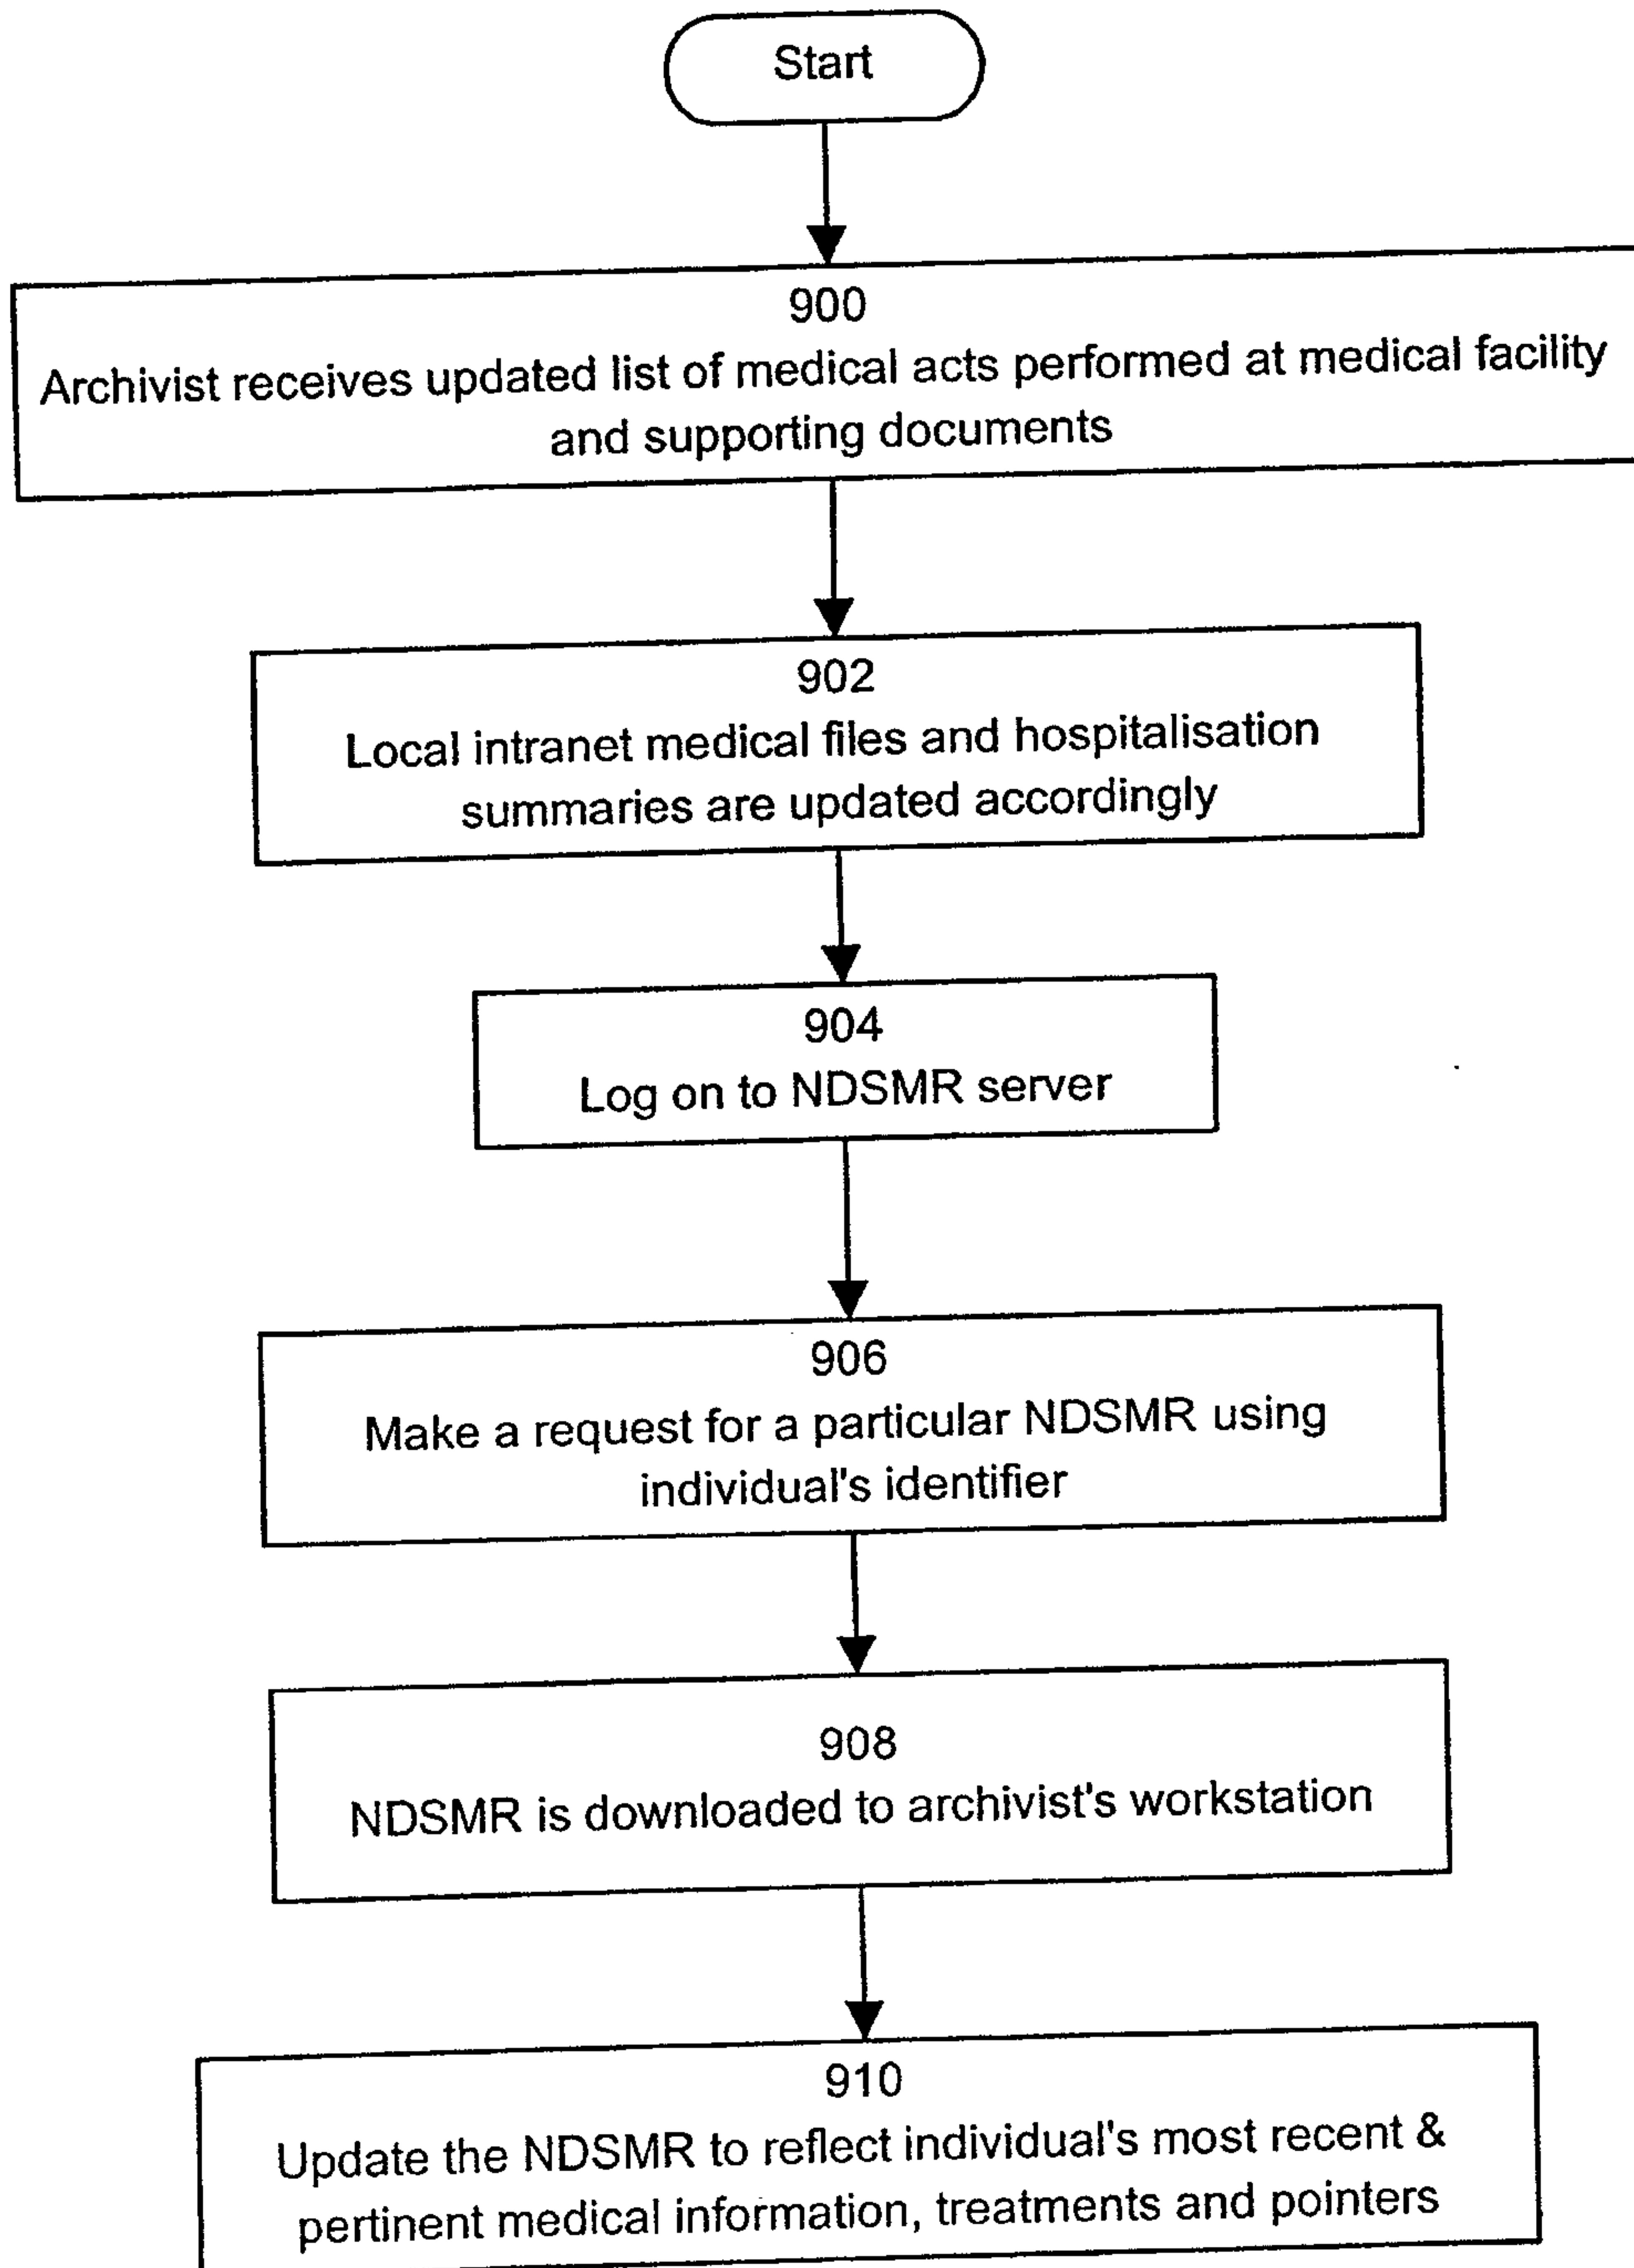 Start
900
Archivist receives updated list of medical acts performed at medical facility
and supporting documents
902
Local intranet medical files and hospitalisation
summaries are updated accordingly
904
Log on to NDSMR server
906
Make a request for a particular NDSMR using
individual's identifier
908
NDSMR is downloaded to archivist's workstation
910
Update the NDSMR to reflect individual's most recent &
pertinent medical information, treatments and pointers